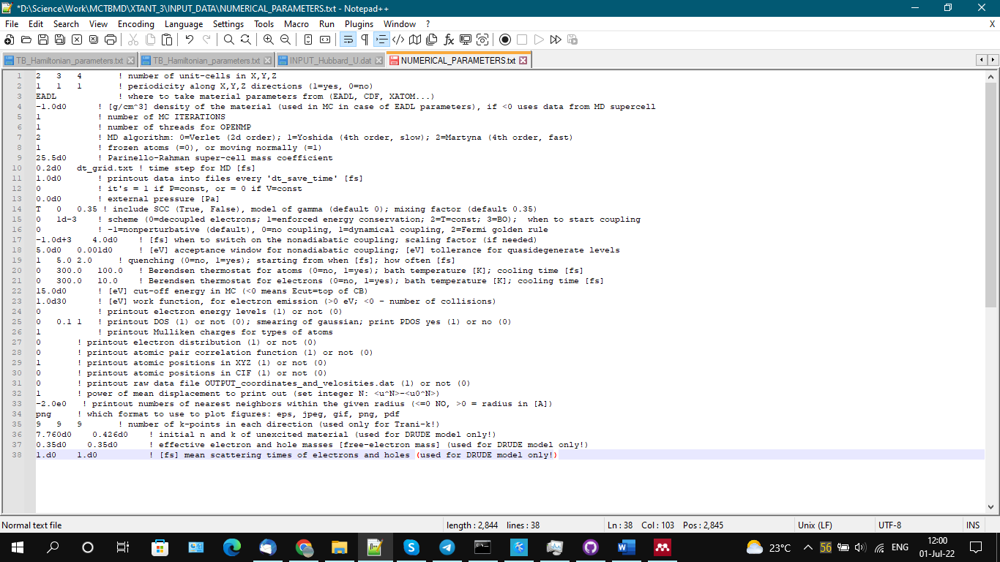 *D:\Science\Work\MCTBMD\XTANT_3\INPUT_DATA\NUMERICAL_PARAMETERS.txt - Notepad++
File Edit Search View Encoding Language Settings Tools Macro Run Plugins Window ? X
TB_Hamiltonian_parameters.txt TB_Hamiltonian_parameters.txt INPUT_Hubbard_U.dat NUMERICAL_PARAMETERS.txt
1 2 3 4 ! number of unit-cells in X,Y,Z
2 1 1 1 ! periodicity along X,Y,Z directions (1=yes, 0=no)
3 EADL ! where to take material parameters from (EADL, CDF, XATOM...)
4 -1.0d0 ! [g/cm^3] density of the material (used in MC in case of EADL parameters), if <0 uses data from MD supercell
5 1 ! number of MC ITERATIONS
6 1 ! number of threads for OPENMP
7 2 ! MD algorithm: 0=Verlet (2d order); 1=Yoshida (4th order, slow); 2=Martyna (4th order, fast)
8 1 ! frozen atoms (=0), or moving normally (=1)
9 25.5d0 ! Parinello-Rahman super-cell mass coefficient
10 0.2d0 dt_grid.txt ! time step for MD [fs]
11 1.0d0 ! printout data into files every 'dt_save_time' [fs]
12 0 ! it's = 1 if P=const, or = 0 if V=const
13 0.0d0 ! external pressure [Pa]
14 T 0 0.35 ! include SCC (True, False), model of gamma (default 0); mixing factor (default 0.35)
15 0 1d-3 ! scheme (0=decoupled electrons; 1=enforced energy conservation; 2=T=const; 3=BO); when to start coupling
16 0 ! -1=nonperturbative (default), 0=no coupling, 1=dynamical coupling, 2=Fermi golden rule
17 -1.0d+3 4.0d0 ! [fs] when to switch on the nonadiabatic coupling; scaling factor (if needed)
18 5.0d0 0.001d0 ! [eV] acceptance window for nonadiabatic coupling; [eV] tollerance for quasidegenerate levels
19 1 5.0 2.0 ! quenching (0=no, 1=yes); starting from when [fs]; how often [fs]
20 0 300.0 100.0 ! Berendsen thermostat for atoms (0=no, 1=yes); bath temperature [K]; cooling time [fs]
21 0 300.0 10.0 ! Berendsen thermostat for electrons (0=no, 1=yes); bath temperature [K]; cooling time [fs]
22 15.0d0 ! [eV] cut-off energy in MC (<0 means Ecut=top of CB)
23 1.0d30 ! [eV] work function, for electron emission (>0 eV; <0 - number of collisions)
24 0 ! printout electron energy levels (1) or not (0)
25 0 0.1 1 ! printout DOS (1) or not (0); smearing of gaussian; print PDOS yes (1) or no (0)
26 1 ! printout Mulliken charges for types of atoms
27 0 ! printout electron distribution (1) or not (0)
28 0 ! printout atomic pair correlation function (1) or not (0)
29 1 ! printout atomic positions in XYZ (1) or not (0)
30 0 ! printout atomic positions in CIF (1) or not (0)
31 0 ! printout raw data file OUTPUT_coordinates_and_velosities.dat (1) or not (0)
32 1 ! power of mean displacement to print out (set integer N: <u^N>-<u0^N>)
33 -2.0e0 ! printout numbers of nearest neighbors within the given radius (<=0 NO, >0 = radius in [A])
34 png ! which format to use to plot figures: eps, jpeg, gif, png, pdf
35 9 9 9 ! number of k-points in each direction (used only for Trani-k!)
36 7.760d0 0.426d0 ! initial n and k of unexcited material (used for DRUDE model only!)
37 0.35d0 0.35d0 ! effective electron and hole masses [free-electron mass] (used for DRUDE model only!)
38 1.d0 1.d0 ! [fs] mean scattering times of electrons and holes (used for DRUDE model only!)
Normal text file length : 2,844 lines : 38 Ln : 38 Col : 103 Pos : 2,845 Unix (LF) UTF-8 INS
23°C 56 ENG 12:00
01-Jul-22